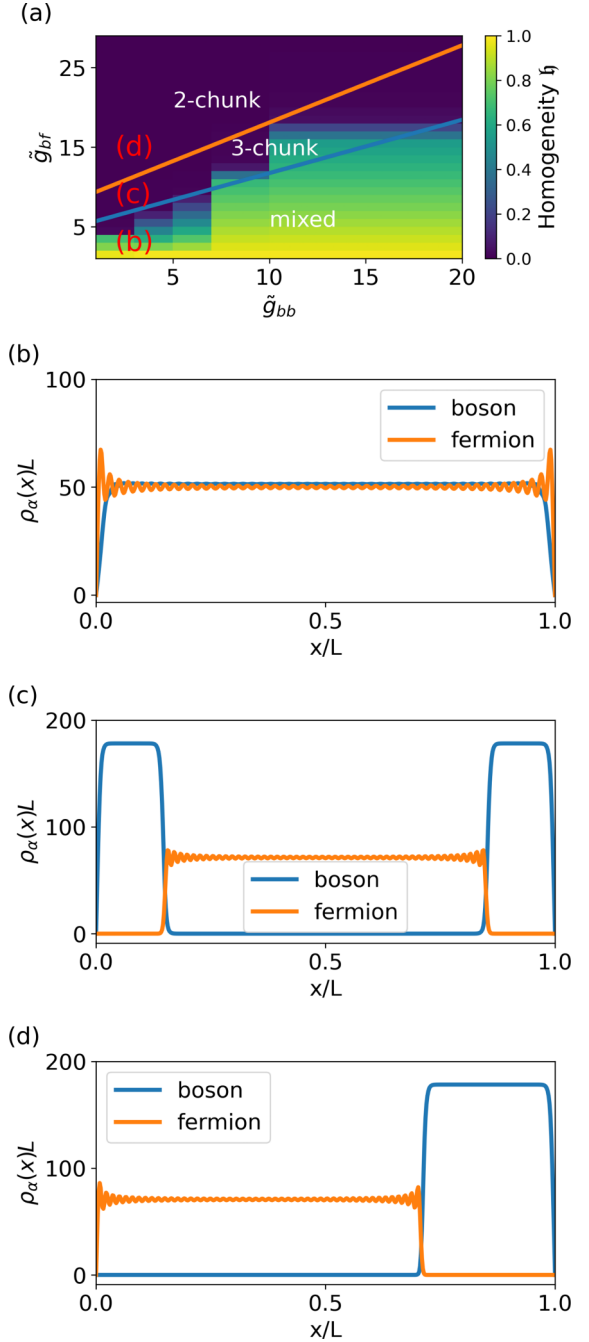 (a)
25
15
5
g̃bf
2-chunk
(d)
3-chunk
(c)
mixed
(b)
5
10
15
20
g̃bb
1.0
0.8
0.6
0.4
0.2
0.0
Homogeneity 𝔥
(b)
100
50
0
ρα(x)L
boson
fermion
0.0
0.5
1.0
x/L
(c)
200
100
0
ρα(x)L
boson
fermion
0.0
0.5
1.0
x/L
(d)
200
100
0
ρα(x)L
boson
fermion
0.0
0.5
1.0
x/L